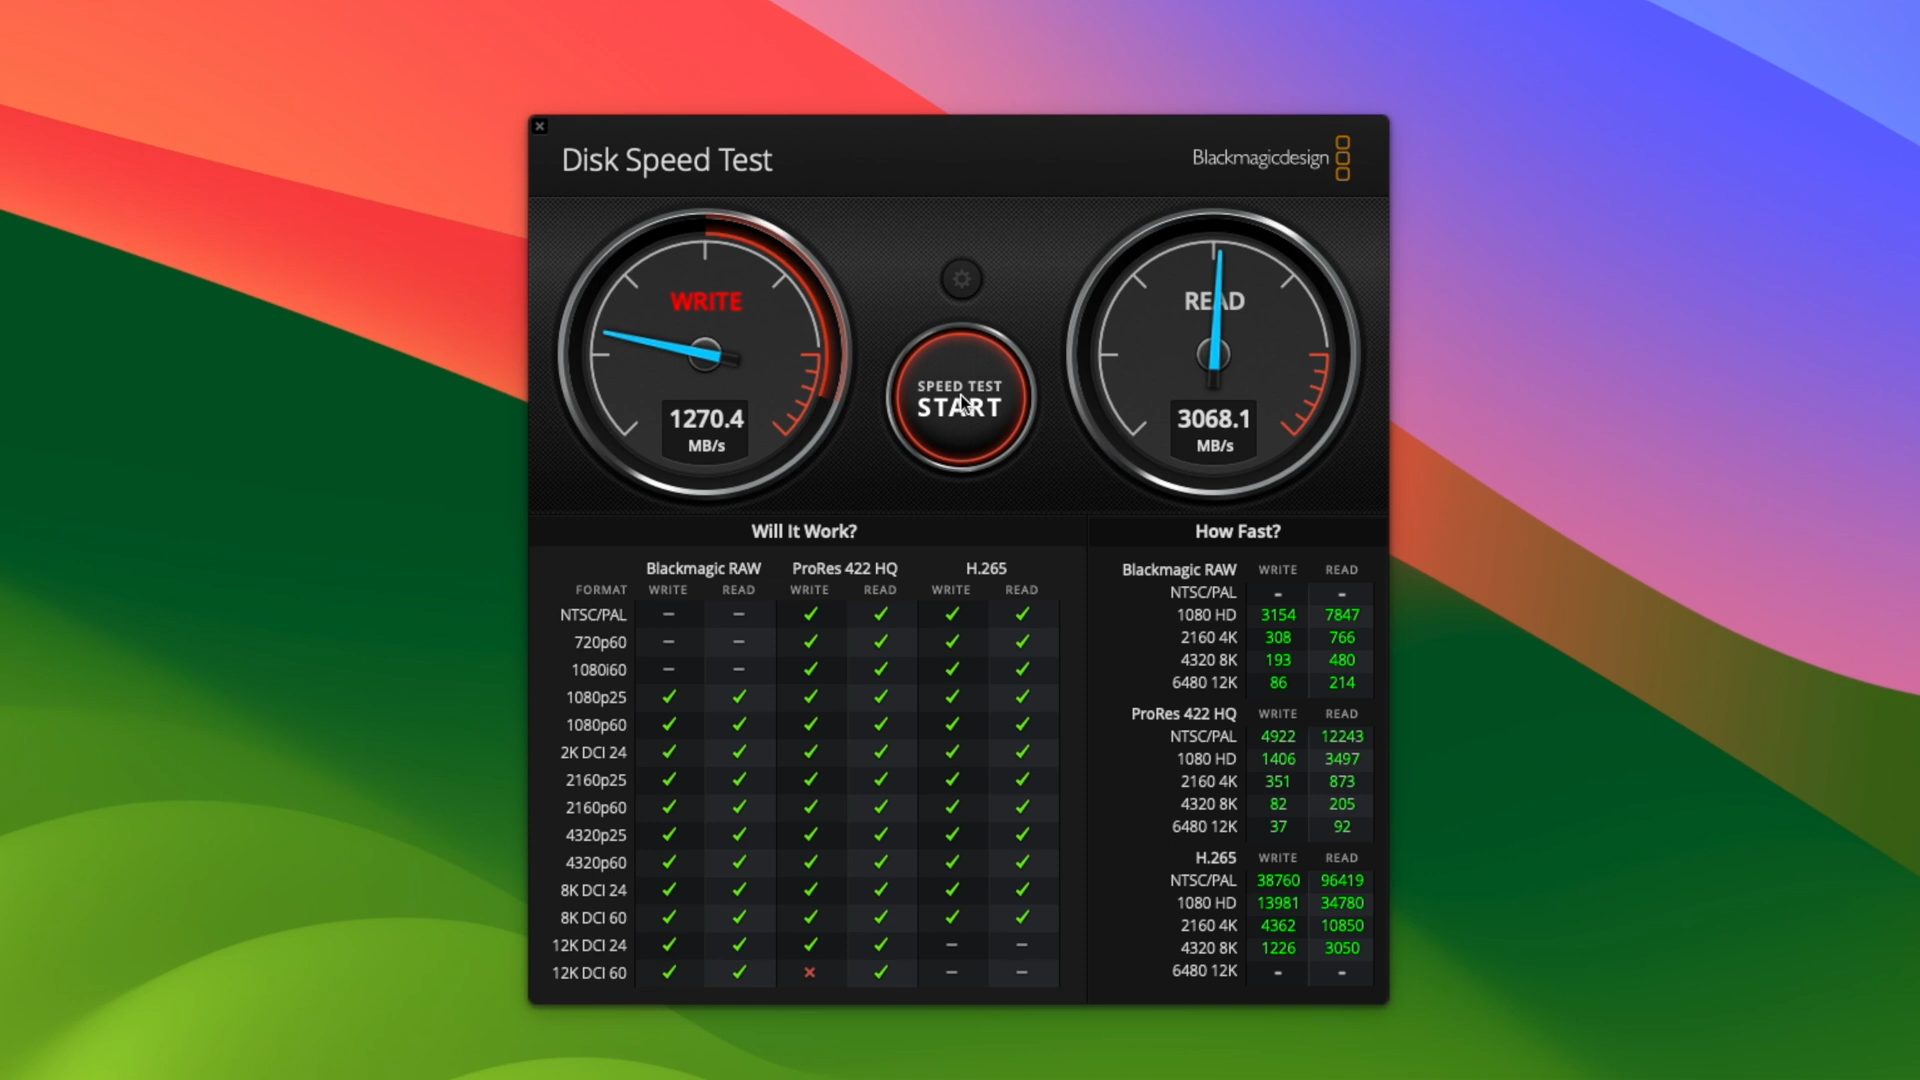 Disk Speed Test
Blackmagicdesign
WRITE
1270.4
MB/s
SPEED TEST
START
READ
3068.1
MB/s
Will It Work?
Blackmagic RAW ProRes 422 HQ H.265
FORMAT WRITE READ WRITE READ WRITE READ
NTSC/PAL – – ✓ ✓ ✓ ✓
720p60 – – ✓ ✓ ✓ ✓
1080i60 – – ✓ ✓ ✓ ✓
1080p25 ✓ ✓ ✓ ✓ ✓ ✓
1080p60 ✓ ✓ ✓ ✓ ✓ ✓
2K DCI 24 ✓ ✓ ✓ ✓ ✓ ✓
2160p25 ✓ ✓ ✓ ✓ ✓ ✓
2160p60 ✓ ✓ ✓ ✓ ✓ ✓
4320p25 ✓ ✓ ✓ ✓ ✓ ✓
4320p60 ✓ ✓ ✓ ✓ ✓ ✓
8K DCI 24 ✓ ✓ ✓ ✓ ✓ ✓
8K DCI 60 ✓ ✓ ✓ ✓ ✓ ✓
12K DCI 24 ✓ ✓ ✓ ✓ – –
12K DCI 60 ✓ ✓ × ✓ – –
How Fast?
Blackmagic RAW WRITE READ
NTSC/PAL - -
1080 HD 3154 7847
2160 4K 308 766
4320 8K 193 480
6480 12K 86 214
ProRes 422 HQ WRITE READ
NTSC/PAL 4922 12243
1080 HD 1406 3497
2160 4K 351 873
4320 8K 82 205
6480 12K 37 92
H.265 WRITE READ
NTSC/PAL 38760 96419
1080 HD 13981 34780
2160 4K 4362 10850
4320 8K 1226 3050
6480 12K - -